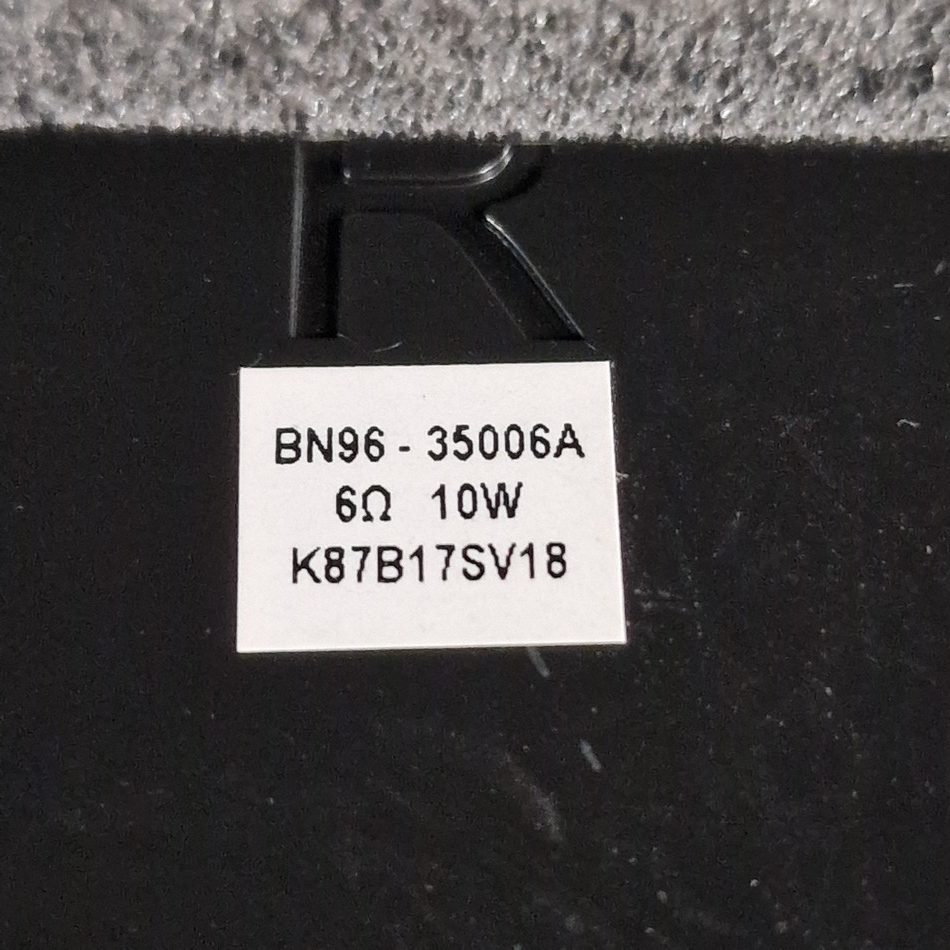 R
BN96 - 35006A
6Ω 10W
K87B17SV18